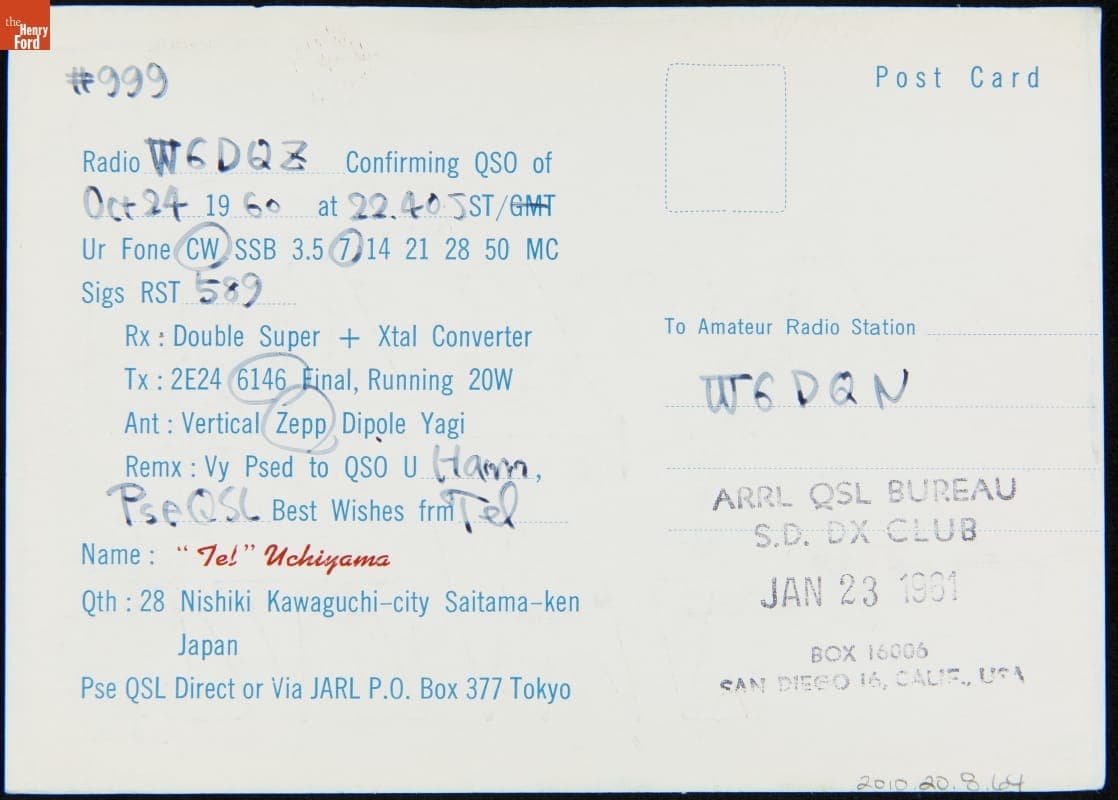 the Henry Ford
#999
Post Card
Radio W6DQZ Confirming QSO of
Oct 24 1960 at 22.40 JST/GMT
Ur Fone CW SSB 3.5 7 14 21 28 50 MC
Sigs RST 589
Rx : Double Super + Xtal Converter
Tx : 2E24 6146 Final, Running 20W
Ant : Vertical Zepp Dipole Yagi
Remx : Vy Psed to QSO U Hamm,
Pse QSL Best Wishes frm Tel
Name : "Tel" Uchiyama
Qth : 28 Nishiki Kawaguchi-city Saitama-ken
Japan
Pse QSL Direct or Via JARL P.O. Box 377 Tokyo
To Amateur Radio Station
W6DQN
ARRL QSL BUREAU
S.D. DX CLUB
JAN 23 1961
BOX 16006
SAN DIEGO 16, CALIF., USA
2010.20.8.64